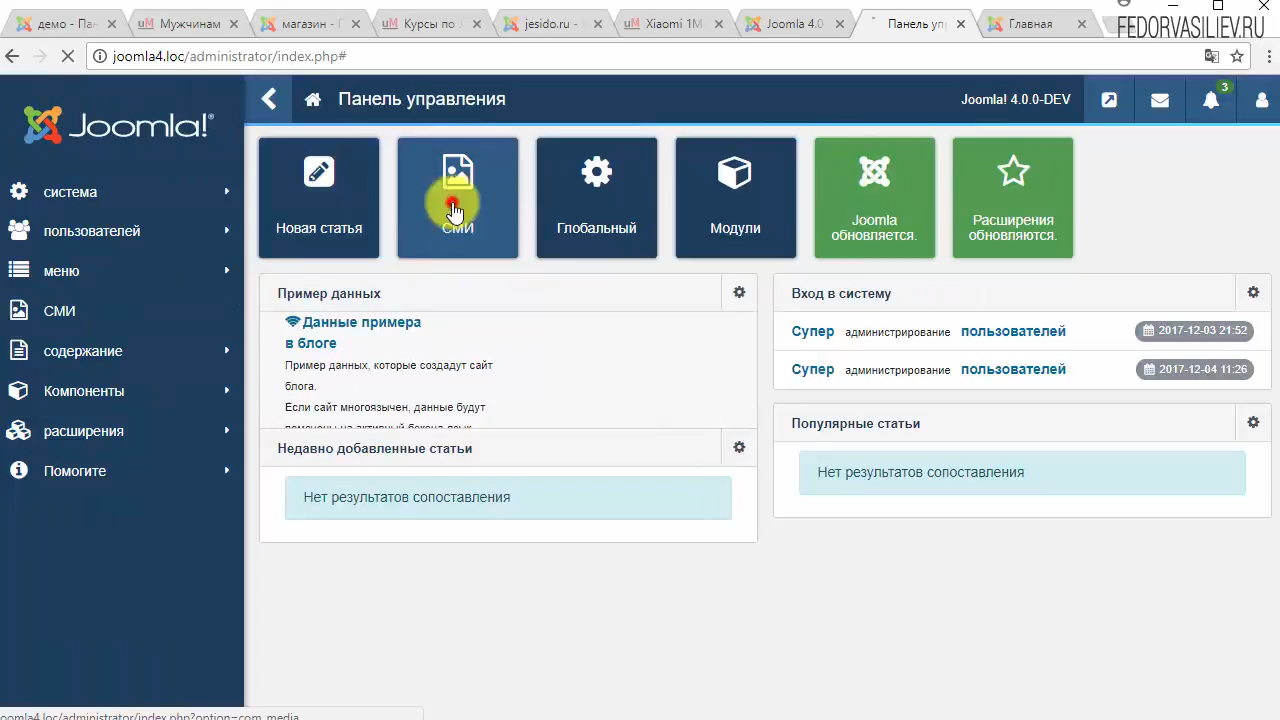 демо - Па
Мужчинам
магазин - Г
Курсы по
jesido.ru -
Xiaomi 1M
Joomla 4.0
Панель упр
Главная
FEDORVASILIEV.RU
joomla4.loc/administrator/index.php#
Joomla!®
Панель управления
Joomla! 4.0.0-DEV
3
система
пользователей
меню
СМИ
содержание
Компоненты
расширения
Помогите
Новая статья
СМИ
Глобальный
Модули
Joomla
обновляется.
Расширения
обновляются.
Пример данных
Данные примера
в блоге
Пример данных, которые создадут сайт
блога.
Если сайт многоязычен, данные будут
Недавно добавленные статьи
Нет результатов сопоставления
Вход в систему
Супер администрирование пользователей 2017-12-03 21:52
Супер администрирование пользователей 2017-12-04 11:26
Популярные статьи
Нет результатов сопоставления
joomla4.loc/administrator/index.php?option=com_media